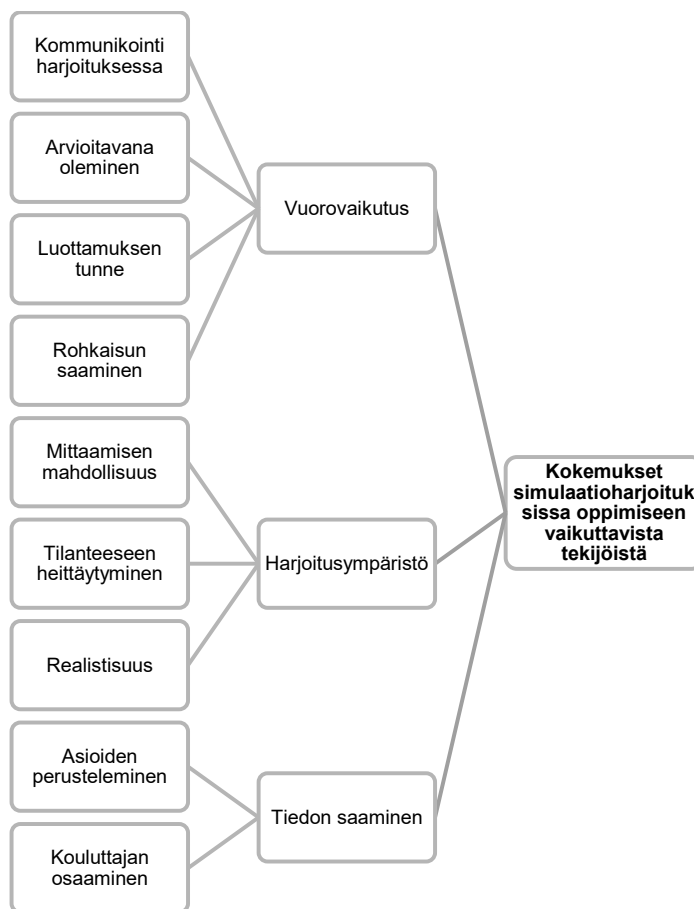 Kommunikointi
harjoituksessa
Arvioitavana
oleminen
Luottamuksen
tunne
Rohkaisun
saaminen
Mittaamisen
mahdollisuus
Tilanteeseen
heittäytyminen
Realistisuus
Asioiden
perusteleminen
Kouluttajan
osaaminen
Vuorovaikutus
Harjoitusympäristö
Tiedon saaminen
Kokemukset
simulaatioharjoituk
sissa oppimiseen
vaikuttavista
tekijöistä